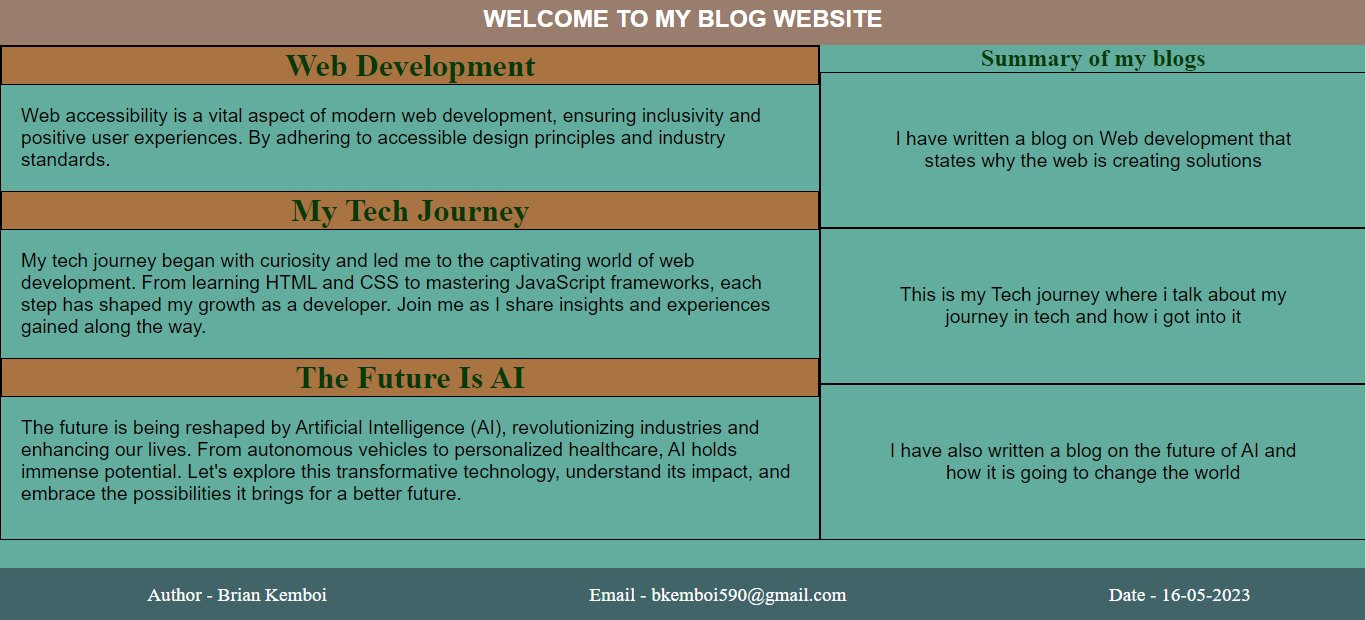 WELCOME TO MY BLOG WEBSITE
Web Development
Web accessibility is a vital aspect of modern web development, ensuring inclusivity and
positive user experiences. By adhering to accessible design principles and industry
standards.
My Tech Journey
My tech journey began with curiosity and led me to the captivating world of web
development. From learning HTML and CSS to mastering JavaScript frameworks, each
step has shaped my growth as a developer. Join me as I share insights and experiences
gained along the way.
The Future Is AI
The future is being reshaped by Artificial Intelligence (AI), revolutionizing industries and
enhancing our lives. From autonomous vehicles to personalized healthcare, AI holds
immense potential. Let's explore this transformative technology, understand its impact, and
embrace the possibilities it brings for a better future.
Summary of my blogs
I have written a blog on Web development that
states why the web is creating solutions
This is my Tech journey where i talk about my
journey in tech and how i got into it
I have also written a blog on the future of AI and
how it is going to change the world
Author - Brian Kemboi
Email - bkemboi590@gmail.com
Date - 16-05-2023